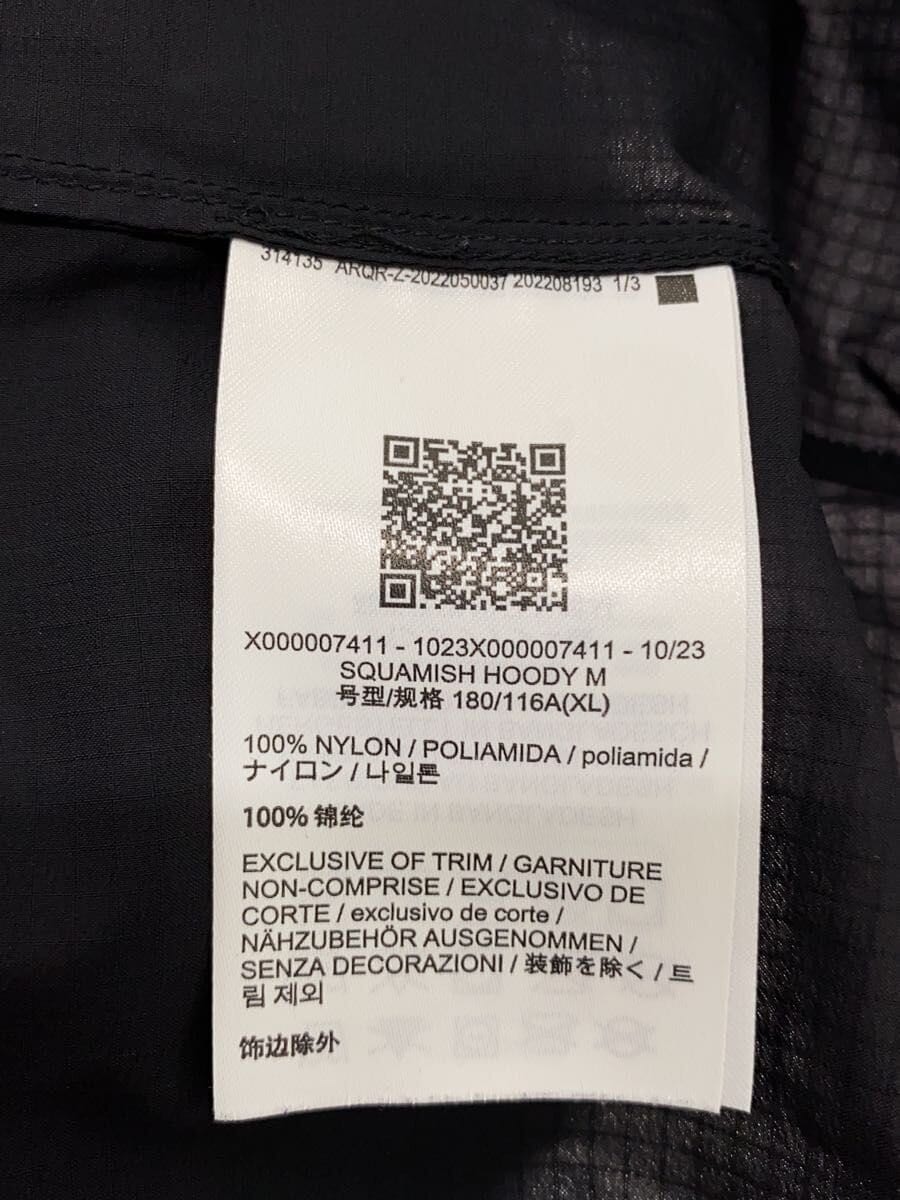 314135 ARQR-Z-2022050037 202208193 1/3
X000007411 - 1023X000007411 - 10/23
SQUAMISH HOODY M
号型/规格 180/116A(XL)
100% NYLON / POLIAMIDA / poliamida /
ナイロン / 나일론
100% 锦纶
EXCLUSIVE OF TRIM / GARNITURE
NON-COMPRISE / EXCLUSIVO DE
CORTE / exclusivo de corte /
NÄHZUBEHÖR AUSGENOMMEN /
SENZA DECORAZIONI / 装飾を除く / 트
림 제외
饰边除外